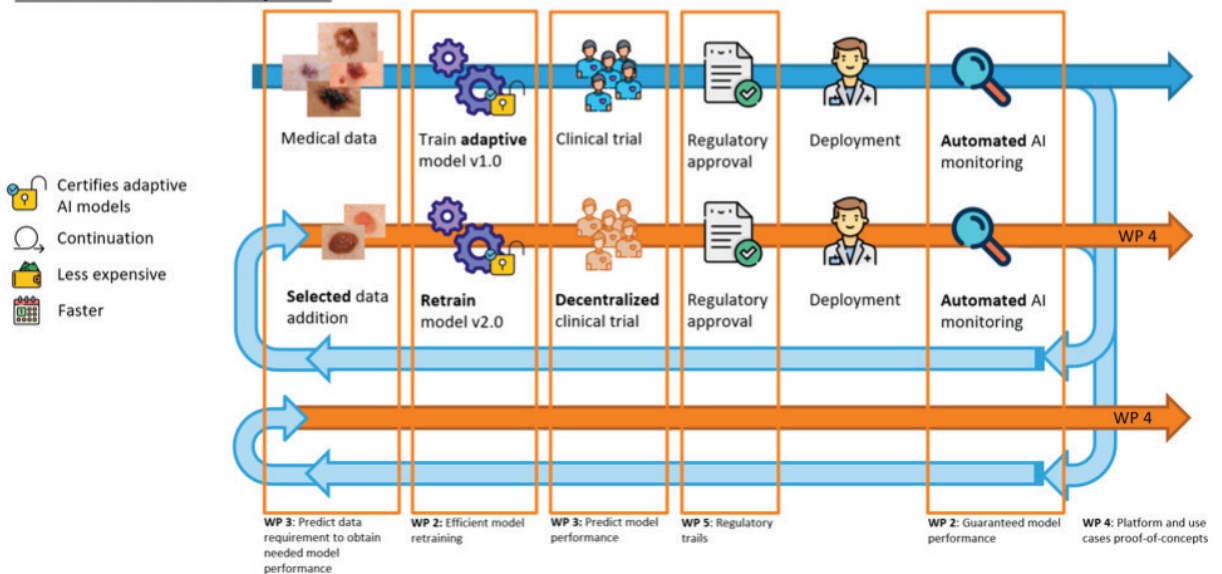 Medical data
Train adaptive
model v1.0
Clinical trial
Regulatory
approval
Deployment
Automated AI
monitoring
Certifies adaptive
AI models
Continuation
Less expensive
Faster
WP 4
Selected data
addition
Retrain
model v2.0
Decentralized
clinical trial
Regulatory
approval
Deployment
Automated AI
monitoring
WP 4
WP 3: Predict data
requirement to obtain
needed model
performance
WP 2: Efficient model
retraining
WP 3: Predict model
performance
WP 5: Regulatory
trails
WP 2: Guaranteed model
performance
WP 4: Platform and use
cases proof-of-concepts